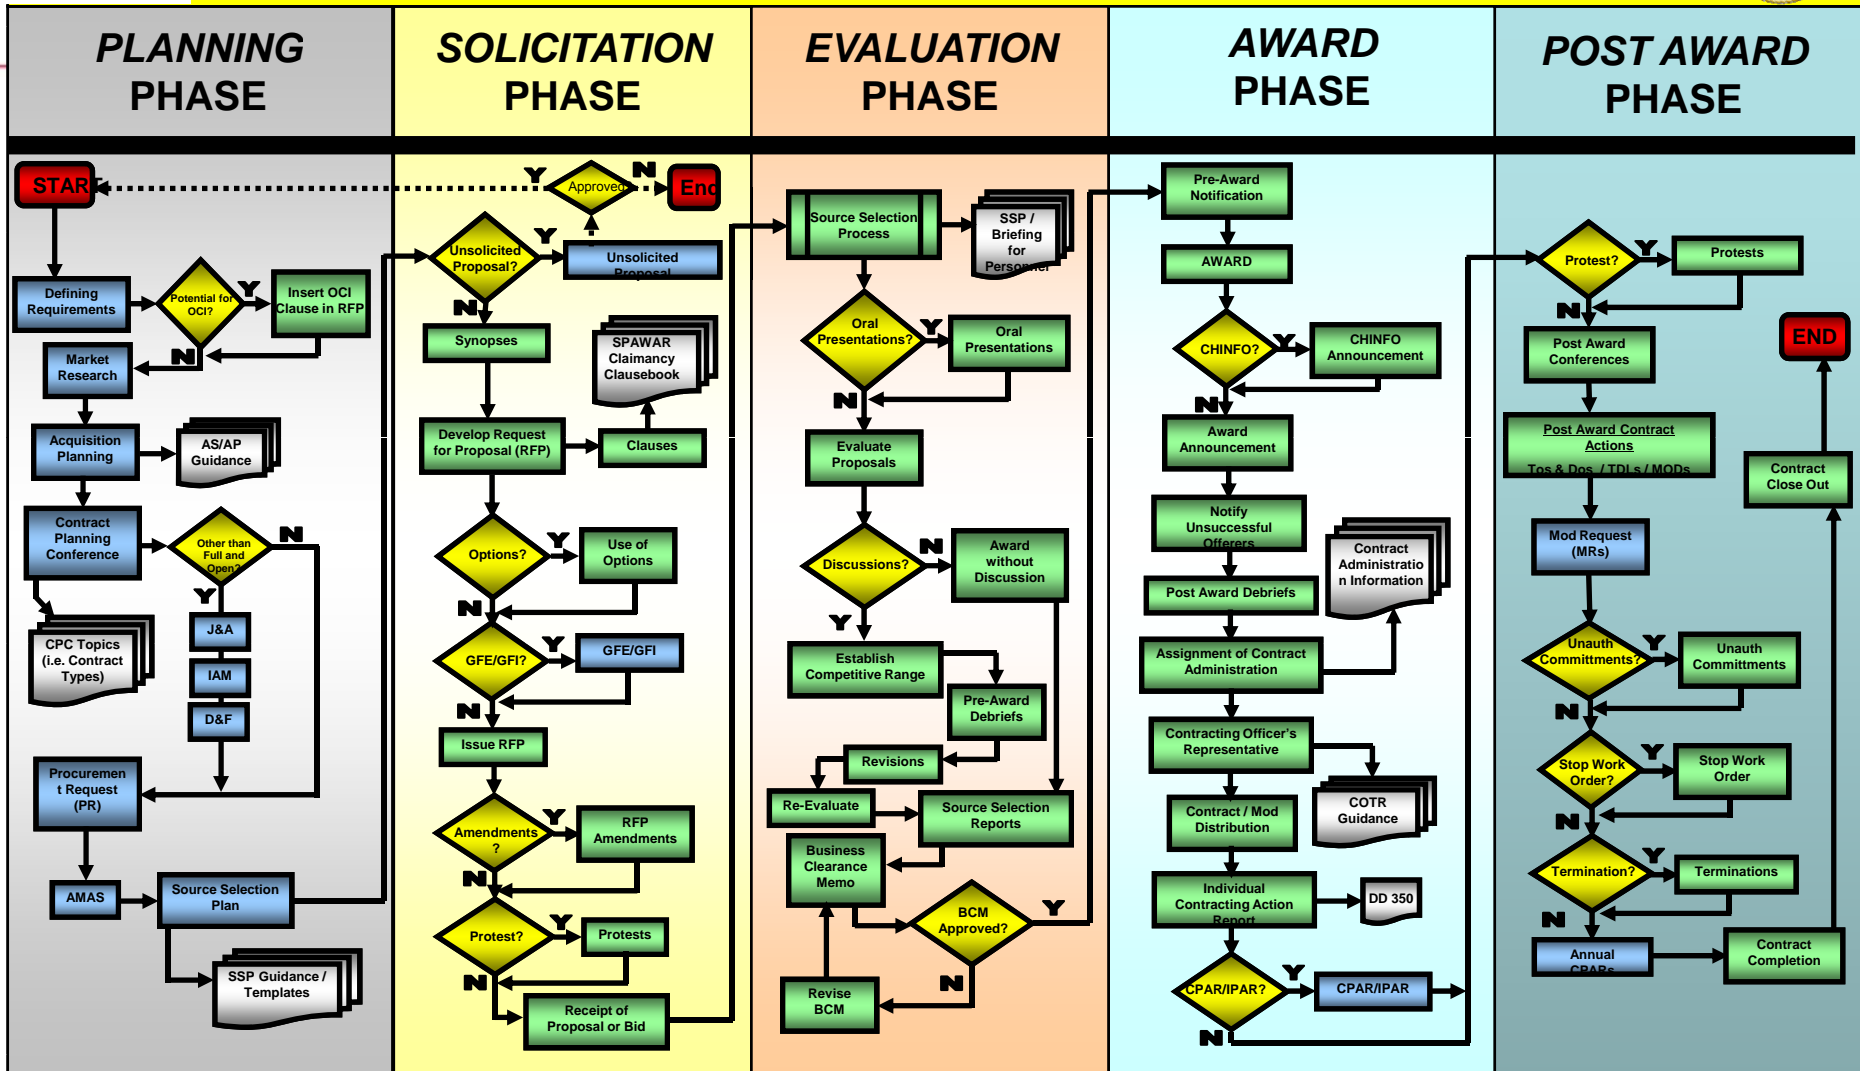 PLANNING
PHASE
SOLICITATION
PHASE
EVALUATION
PHASE
AWARD
PHASE
POST AWARD
PHASE
START
Defining
Requirements
Potential for
OCI?
Y
Insert OCI
Clause in RFP
N
Market
Research
Acquisition
Planning
AS/AP
Guidance
Contract
Planning
Conference
Other than
Full and
Open?
N
Y
CPC Topics
(i.e. Contract
Types)
J&A
IAM
D&F
Procuremen
t Request
(PR)
AMAS
Source Selection
Plan
SSP Guidance /
Templates
Y
Approved
N
End
Unsolicited
Proposal?
Y
Unsolicited
Proposal
N
Synopses
SPAWAR
Claimancy
Clausebook
Develop Request
for Proposal (RFP)
Clauses
Options?
Y
Use of
Options
N
GFE/GFI?
Y
GFE/GFI
N
Issue RFP
Amendments
?
Y
RFP
Amendments
N
Protest?
Y
Protests
N
Receipt of
Proposal or Bid
Source Selection
Process
SSP /
Briefing
for
Personnel
Oral
Presentations?
Y
Oral
Presentations
N
Evaluate
Proposals
Discussions?
N
Award
without
Discussion
Y
Establish
Competitive Range
Pre-Award
Debriefs
Revisions
Re-Evaluate
Source Selection
Reports
Business
Clearance
Memo
BCM
Approved?
Y
N
Revise
BCM
Pre-Award
Notification
AWARD
CHINFO?
Y
CHINFO
Announcement
N
Award
Announcement
Notify
Unsuccessful
Offerers
Contract
Administratio
n Information
Post Award Debriefs
Assignment of Contract
Administration
Contracting Officer's
Representative
Contract / Mod
Distribution
COTR
Guidance
Individual
Contracting Action
Report
DD 350
CPAR/IPAR?
Y
CPAR/IPAR
N
Protest?
Y
Protests
N
Post Award
Conferences
END
Post Award Contract
Actions
Tos & Dos / TDLs / MODs
Contract
Close Out
Mod Request
(MRs)
Unauth
Committments?
Y
Unauth
Committments
N
Stop Work
Order?
Y
Stop Work
Order
N
Termination?
Y
Terminations
N
Annual
CPARs
Contract
Completion